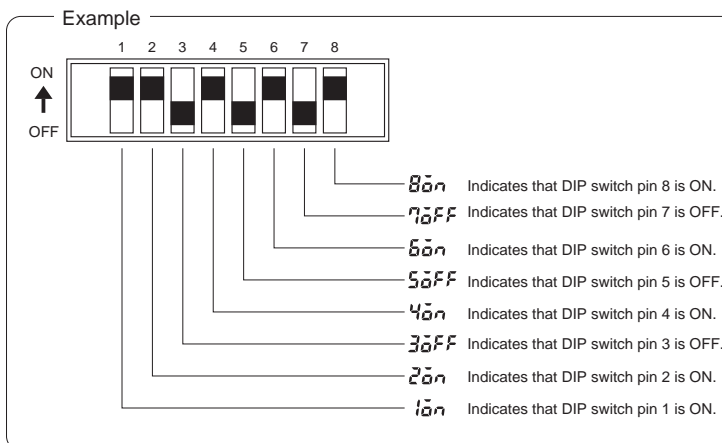 Example
1 2 3 4 5 6 7 8
ON
OFF
8on Indicates that DIP switch pin 8 is ON.
7oFF Indicates that DIP switch pin 7 is OFF.
6on Indicates that DIP switch pin 6 is ON.
5oFF Indicates that DIP switch pin 5 is OFF.
4on Indicates that DIP switch pin 4 is ON.
3oFF Indicates that DIP switch pin 3 is OFF.
2on Indicates that DIP switch pin 2 is ON.
1on Indicates that DIP switch pin 1 is ON.